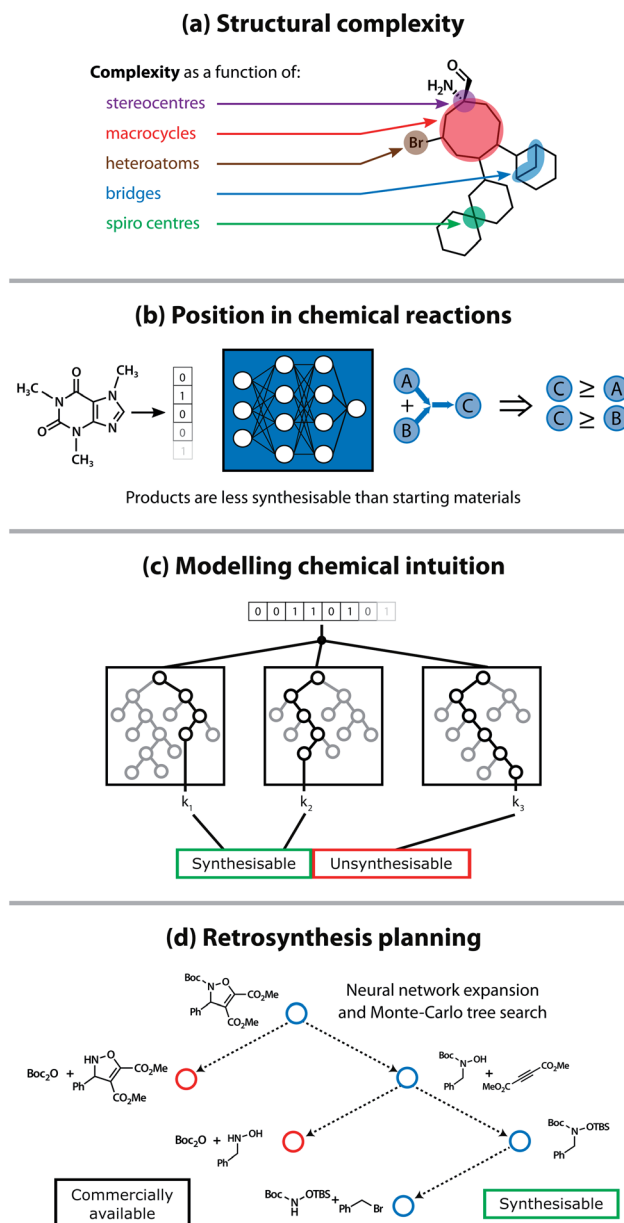 (a) Structural complexity
Complexity as a function of:
stereocentres
macrocycles
heteroatoms
bridges
spiro centres
O
H2N
Br
(b) Position in chemical reactions
O
CH3
H3C
N
N
O
N
N
CH3
0
1
0
0
1
A
+
B
C
⇒
C ≥ A
C ≥ B
Products are less synthesisable than starting materials
(c) Modelling chemical intuition
0 0 1 1 0 1 0 1
k1
k2
k3
Synthesisable
Unsynthesisable
(d) Retrosynthesis planning
Boc
N O
CO2Me
Ph
CO2Me
Neural network expansion
and Monte-Carlo tree search
Boc2O +
HN O
CO2Me
Ph
CO2Me
Boc
N OH
Ph
+
CO2Me
MeO2C
Boc2O +
HN OH
Ph
Boc
N OTBS
Ph
Boc
N OTBS
H
+
Ph Br
Commercially
available
Synthesisable